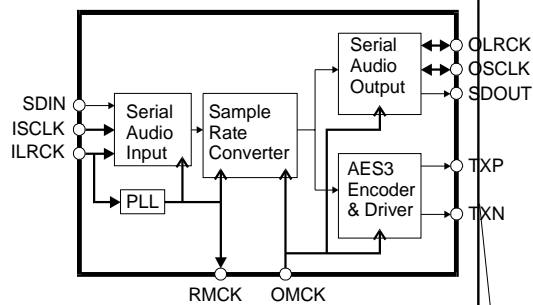 SDIN
ISCLK
ILRCK
Serial
Audio
Input
PLL
Sample
Rate
Converter
Serial
Audio
Output
AES3
Encoder
& Driver
OLRCK
OSCLK
SDOUT
TXP
TXN
RMCK
OMCK